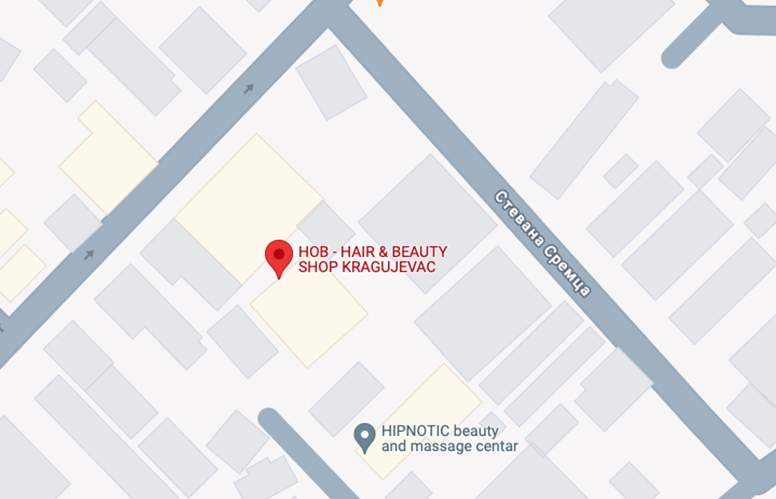 Стевана Сремца
HOB - HAIR & BEAUTY
SHOP KRAGUJEVAC
HIPNOTIC beauty
and massage centar